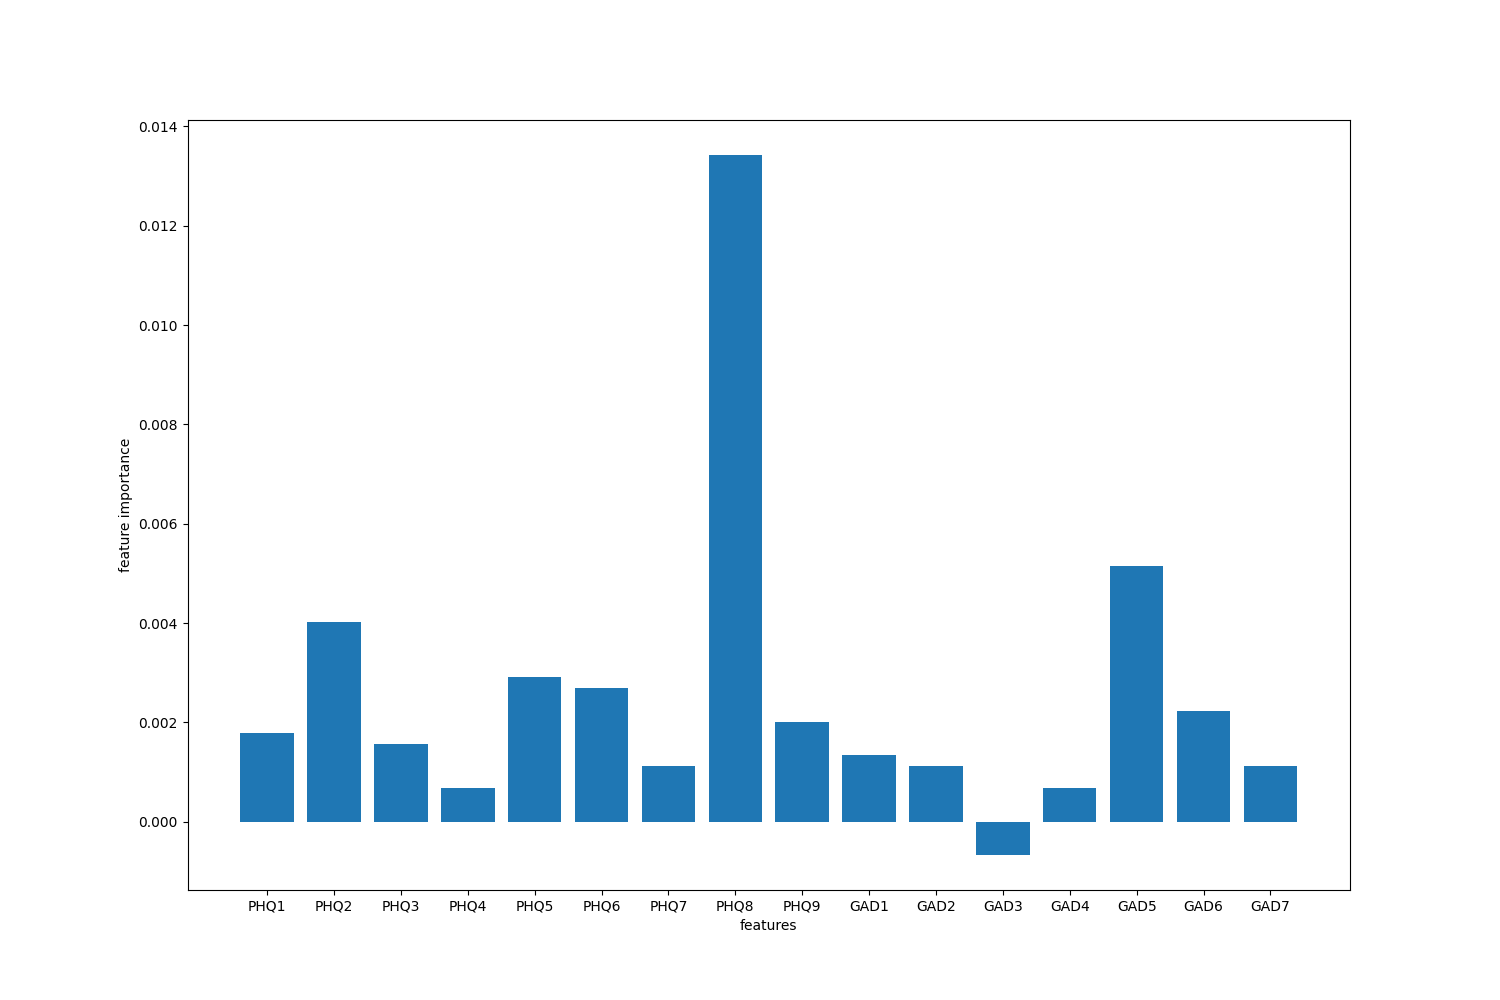 0.014
0.012
0.010
0.008
0.006
0.004
0.002
0.000
feature importance
PHQ1 PHQ2 PHQ3 PHQ4 PHQ5 PHQ6 PHQ7 PHQ8 PHQ9 GAD1 GAD2 GAD3 GAD4 GAD5 GAD6 GAD7
features